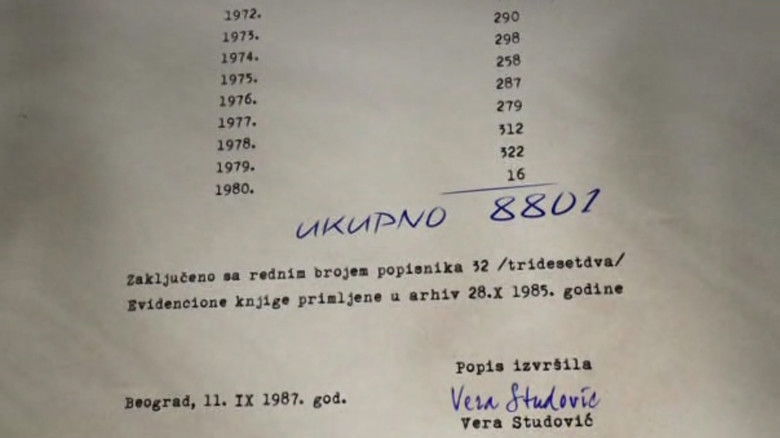 1972. 290
1973. 298
1974. 258
1975. 287
1976. 279
1977. 312
1978. 322
1979. 16
1980.
UKUPNO 8801
Zaključeno sa rednim brojem popisnika 32 /tridesetdva/
Evidencione knjige primljene u arhiv 28.X 1985. godine
Popis izvršila
Beograd, 11. IX 1987. god. Vera Studovic
Vera Studović